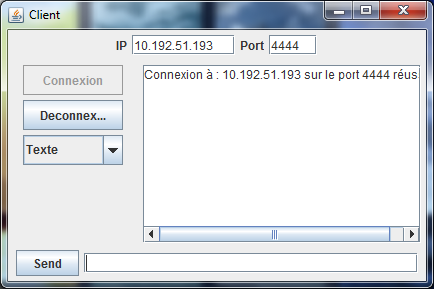 Client
IP 10.192.51.193 Port 4444
Connexion
Connexion à : 10.192.51.193 sur le port 4444 réus
Deconnex...
Texte
Send